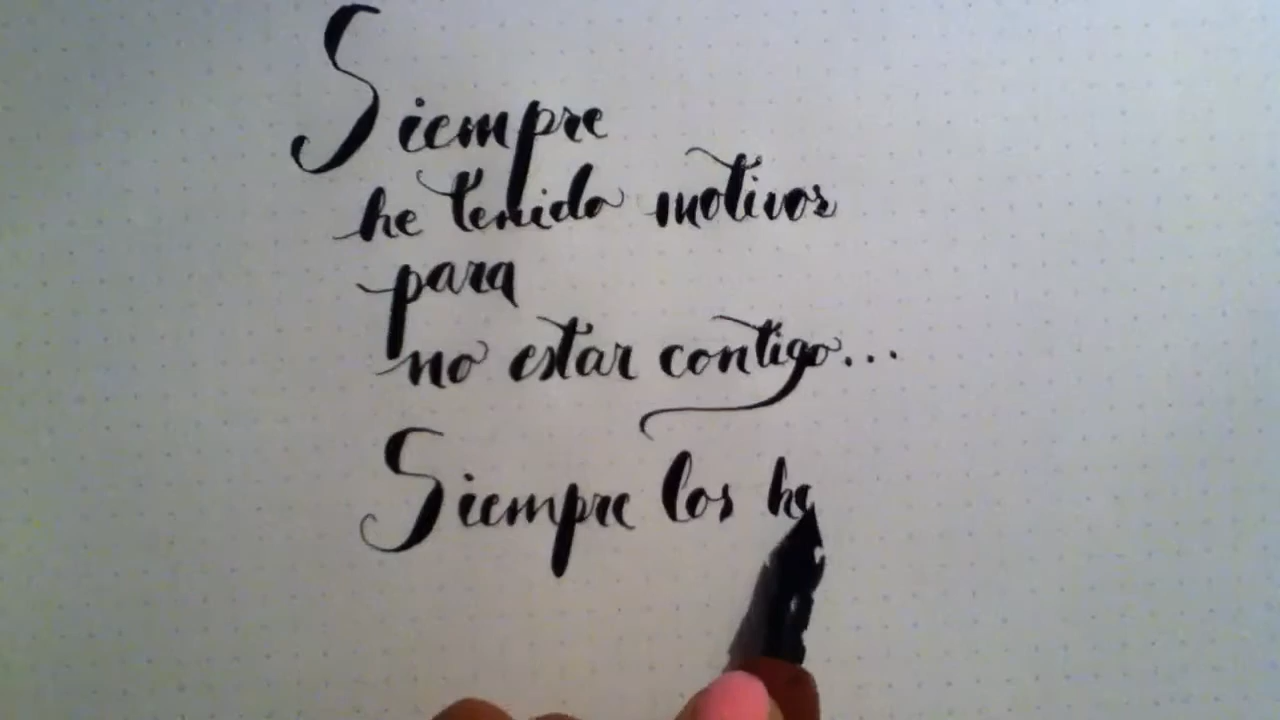 Siempre
he tenido motivos
para
no estar contigo...
Siempre los he